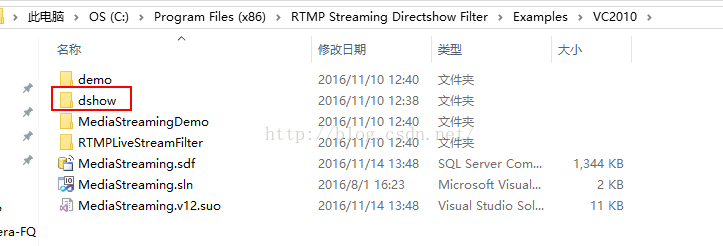 此电脑 > OS (C:) > Program Files (x86) > RTMP Streaming Directshow Filter > Examples > VC2010 >
名称 修改日期 类型 大小
demo 2016/11/10 12:40 文件夹
dshow 2016/11/10 12:38 文件夹
MediaStreamingDemo 2016/11/10 12:40 文件夹
RTMPLiveStreamFilter 2016/11/10 12:40 文件夹
MediaStreaming.sdf 2016/11/14 13:48 SQL Server Com... 1,344 KB
MediaStreaming.sln 2016/8/1 16:23 Microsoft Visual... 2 KB
MediaStreaming.v12.suo 2016/11/14 13:48 Visual Studio Sol... 11 KB
http://blog.csdn.net/
era-FQ